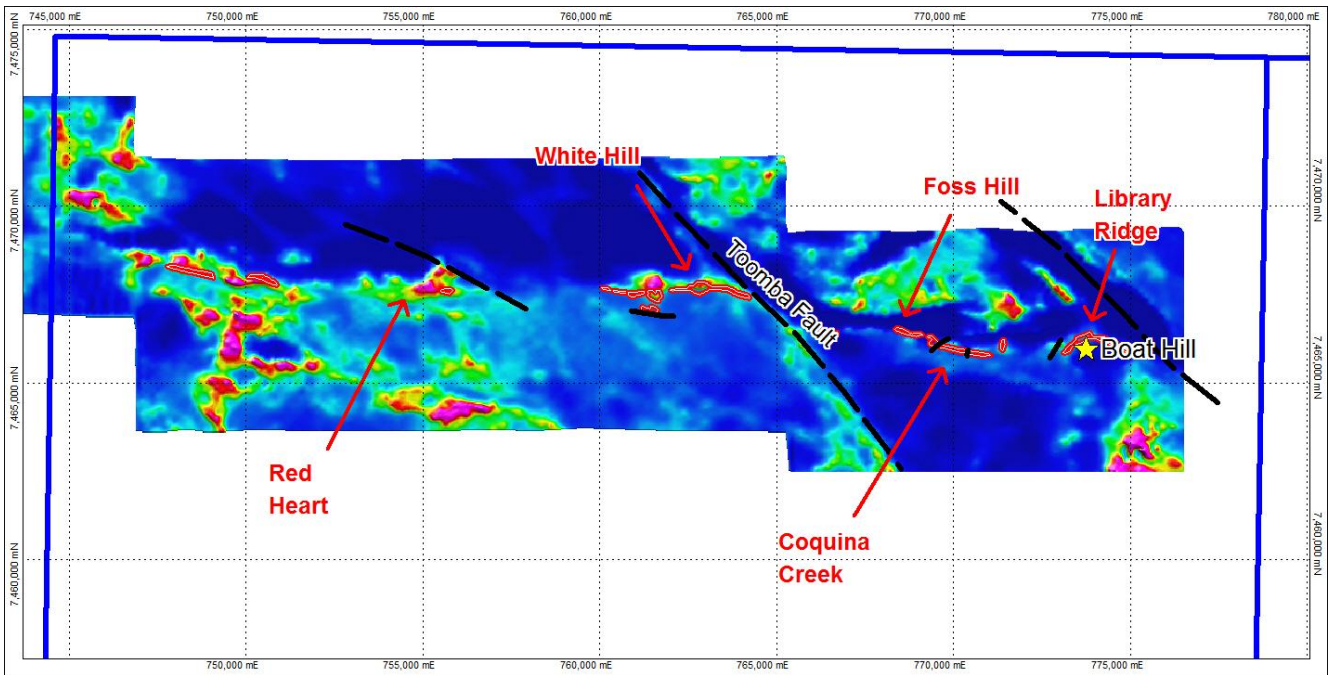 745,000 mE
750,000 mE
755,000 mE
760,000 mE
765,000 mE
770,000 mE
775,000 mE
780,000 mE
7,475,000 mN
7,470,000 mN
7,465,000 mN
7,460,000 mN
White Hill
Foss Hill
Library
Ridge
Toomba Fault
Boat Hill
Red
Heart
Coquina
Creek
7,470,000 mN
7,465,000 mN
7,460,000 mN
750,000 mE
755,000 mE
760,000 mE
765,000 mE
770,000 mE
775,000 mE